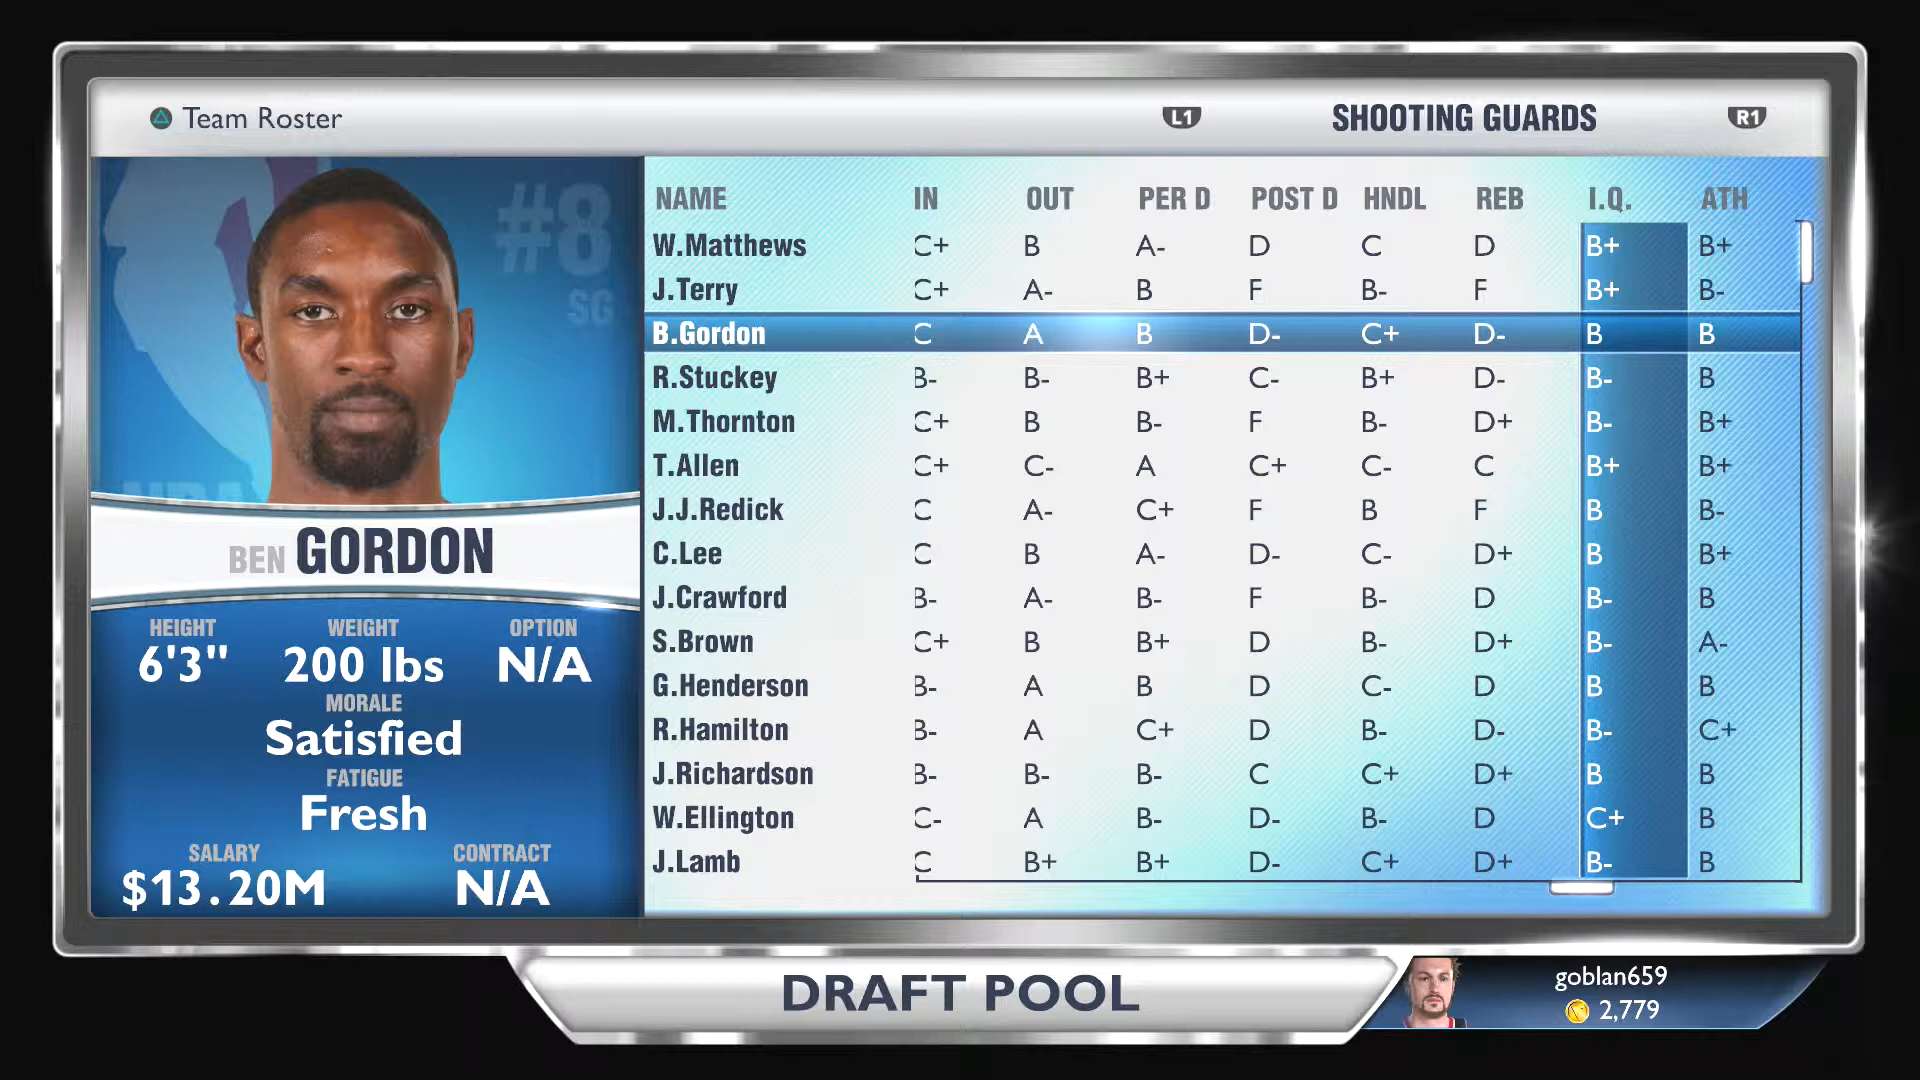 Team Roster
L1
SHOOTING GUARDS
R1
#8
SG
BEN GORDON
HEIGHT WEIGHT OPTION
6'3" 200 lbs N/A
MORALE
Satisfied
FATIGUE
Fresh
SALARY CONTRACT
$13.20M N/A
NAME IN OUT PER D POST D HNDL REB I.Q. ATH
W.Matthews C+ B A- D C D B+ B+
J.Terry C+ A- B F B- F B+ B-
B.Gordon C A B D- C+ D- B B
R.Stuckey B- B- B+ C- B+ D- B- B
M.Thornton C+ B B- F B- D+ B- B+
T.Allen C+ C- A C+ C- C B+ B+
J.J.Redick C A- C+ F B F B B-
C.Lee C B A- D- C- D+ B B+
J.Crawford B- A- B- F B- D B- B
S.Brown C+ B B+ D B- D+ B- A-
G.Henderson B- A B D C- D B B
R.Hamilton B- A C+ D B- D- B- C+
J.Richardson B- B- B- C C+ D+ B B
W.Ellington C- A B- D- B- D C+ B
J.Lamb C B+ B+ D- C+ D+ B- B
DRAFT POOL
goblan659
2,779